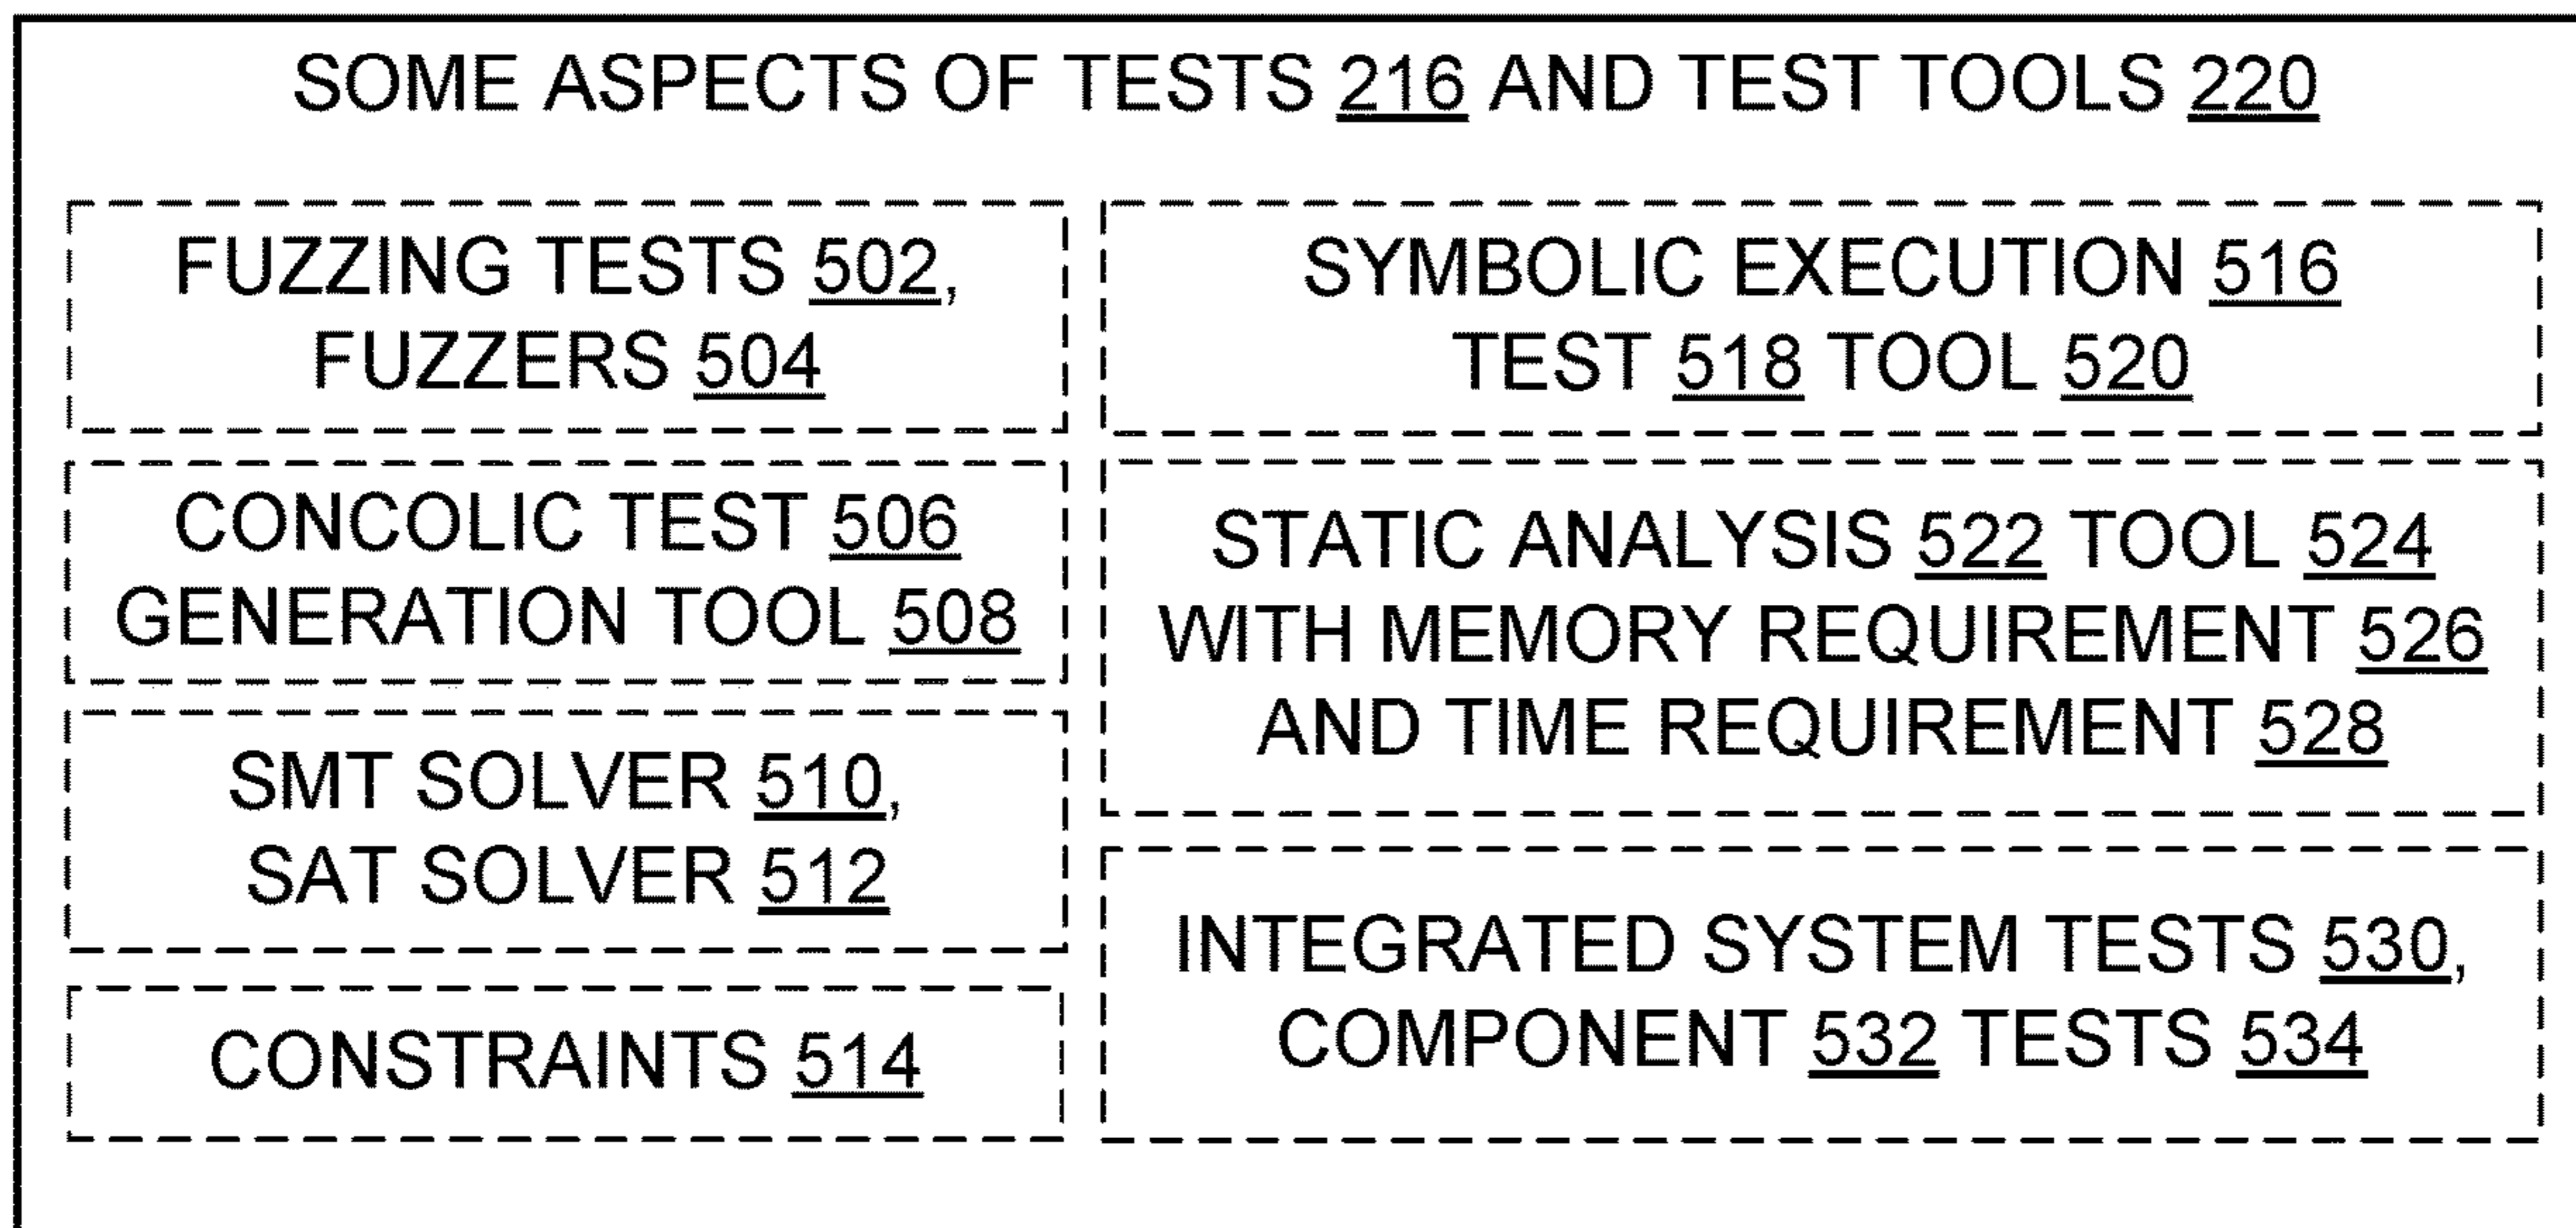 SOME ASPECTS OF TESTS 216 AND TEST TOOLS 220
FUZZING TESTS 502,
FUZZERS 504
CONCOLIC TEST 506
GENERATION TOOL 508
SMT SOLVER 510,
SAT SOLVER 512
CONSTRAINTS 514
SYMBOLIC EXECUTION 516
TEST 518 TOOL 520
STATIC ANALYSIS 522 TOOL 524
WITH MEMORY REQUIREMENT 526
AND TIME REQUIREMENT 528
INTEGRATED SYSTEM TESTS 530,
COMPONENT 532 TESTS 534